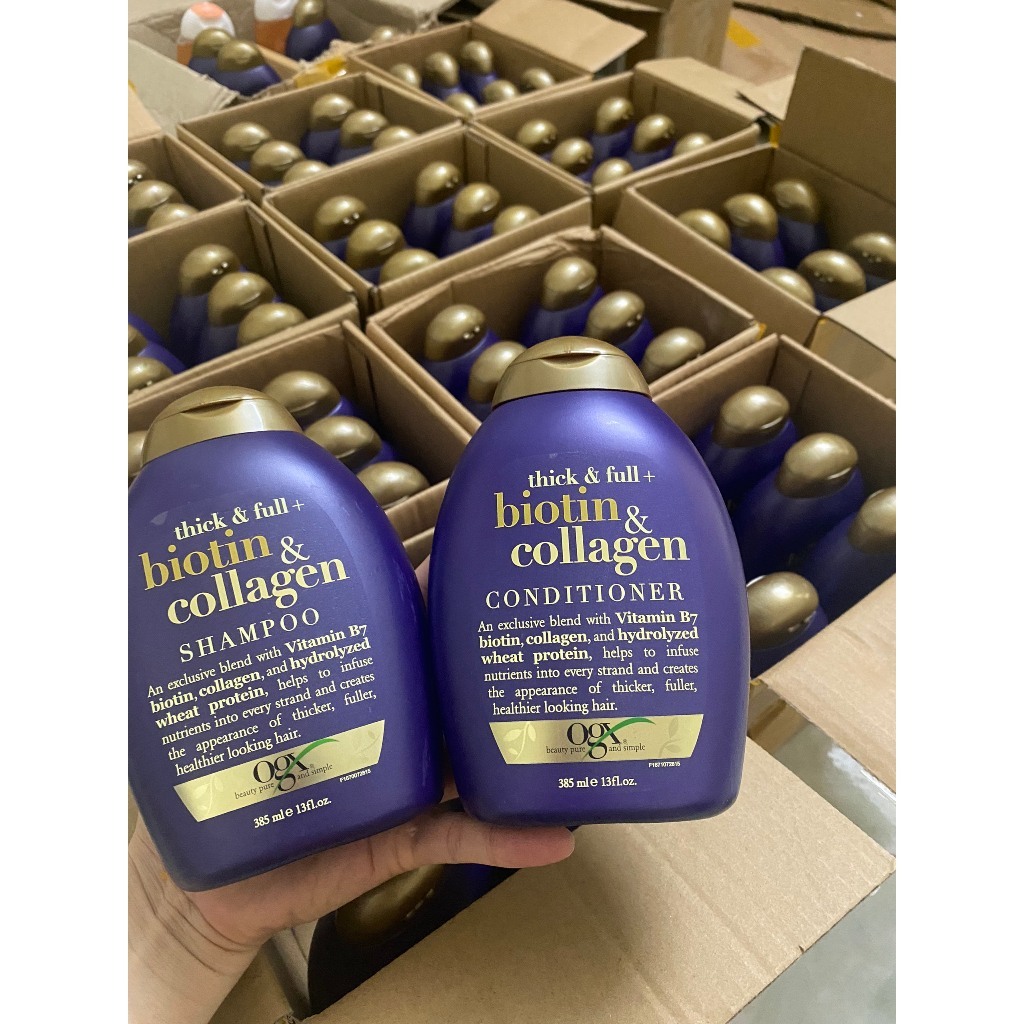 thick & full +
biotin &
collagen
SHAMPOO
An exclusive blend with Vitamin B7
biotin, collagen, and hydrolyzed
wheat protein, helps to infuse
nutrients into every strand and creates
the appearance of thicker, fuller,
healthier looking hair.
ogx®
beauty pure and simple
385 ml e 13fl.oz.
thick & full +
biotin &
collagen
CONDITIONER
An exclusive blend with Vitamin B7
biotin, collagen, and hydrolyzed
wheat protein, helps to infuse
nutrients into every strand and creates
the appearance of thicker, fuller,
healthier looking hair.
ogx®
beauty pure and simple
385 ml e 13fl.oz.